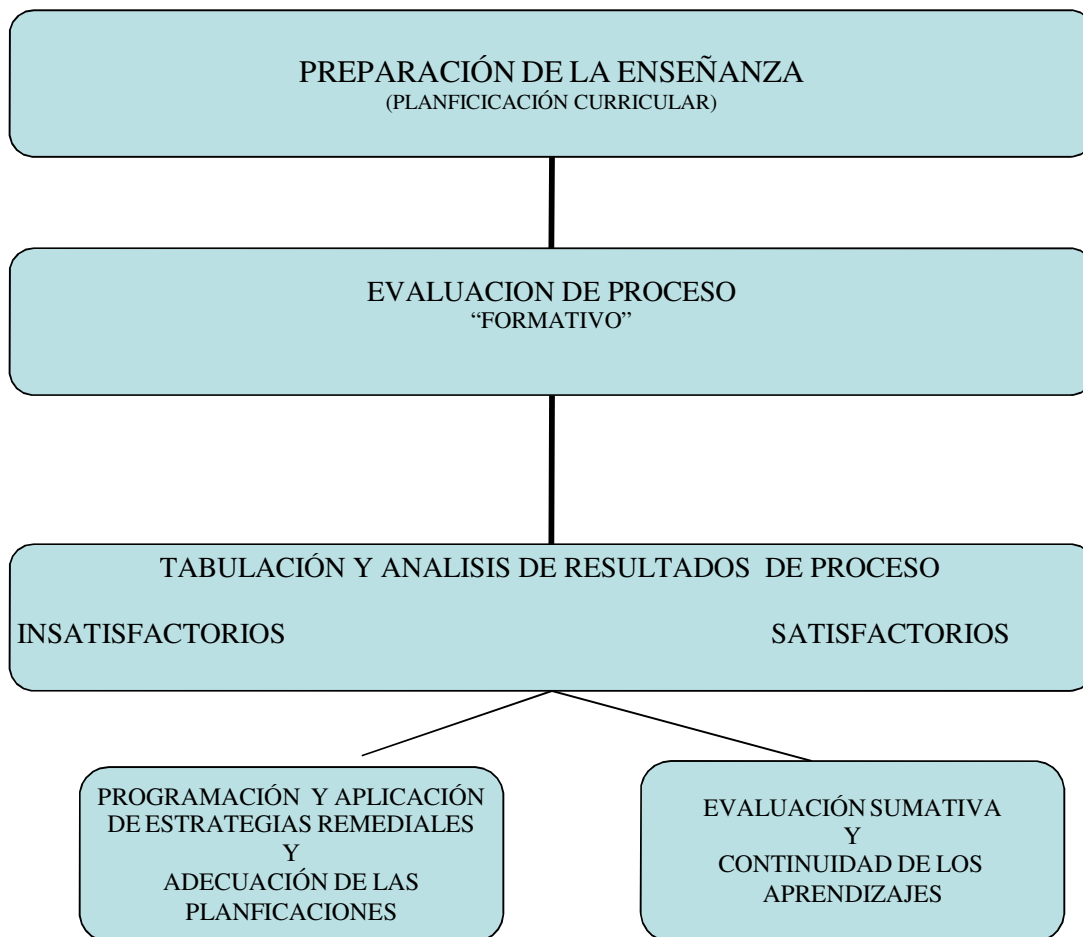 PREPARACIÓN DE LA ENSEÑANZA
(PLANFICICACIÓN CURRICULAR)
EVALUACION DE PROCESO
“FORMATIVO”
TABULACIÓN Y ANALISIS DE RESULTADOS DE PROCESO
INSATISFACTORIOS SATISFACTORIOS
PROGRAMACIÓN Y APLICACIÓN
DE ESTRATEGIAS REMEDIALES
Y
ADECUACIÓN DE LAS
PLANFICACIONES
EVALUACIÓN SUMATIVA
Y
CONTINUIDAD DE LOS
APRENDIZAJES